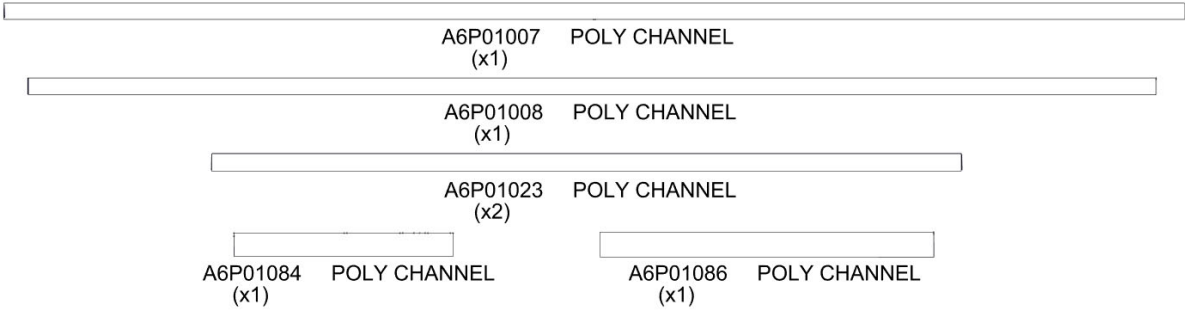 A6P01007 POLY CHANNEL
(x1)
A6P01008 POLY CHANNEL
(x1)
A6P01023 POLY CHANNEL
(x2)
A6P01084 POLY CHANNEL
(x1)
A6P01086 POLY CHANNEL
(x1)